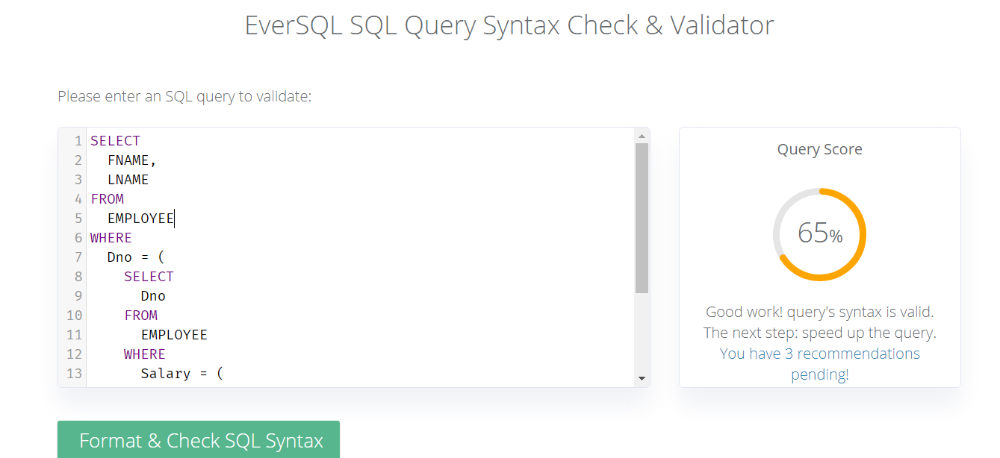 EverSQL SQL Query Syntax Check & Validator
Please enter an SQL query to validate:
1 SELECT
2 FNAME,
3 LNAME
4 FROM
5 EMPLOYEE
6 WHERE
7 Dno = (
8 SELECT
9 Dno
10 FROM
11 EMPLOYEE
12 WHERE
13 Salary = (
Query Score
65%
Good work! query's syntax is valid.
The next step: speed up the query.
You have 3 recommendations
pending!
Format & Check SQL Syntax